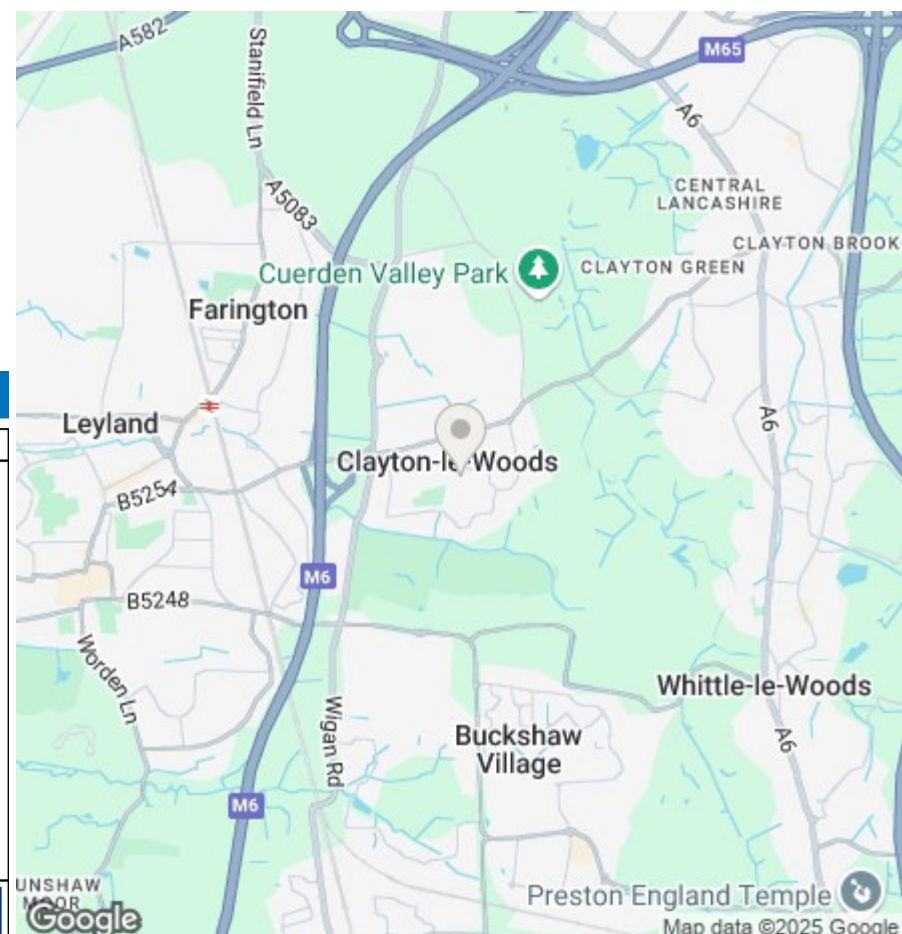 A582
Stanifield Ln
M65
A6
A5083
CENTRAL
LANCASHIRE
CLAYTON BROOK
Cuerden Valley Park
CLAYTON GREEN
Farington
A6
Leyland
Clayton-le-Woods
B5254
M6
B5248
Worden Ln
Wigan Rd
Whittle-le-Woods
A6
Buckshaw
Village
M6
UNSHAW
MOOR
Preston England Temple
Google
Map data ©2025 Google